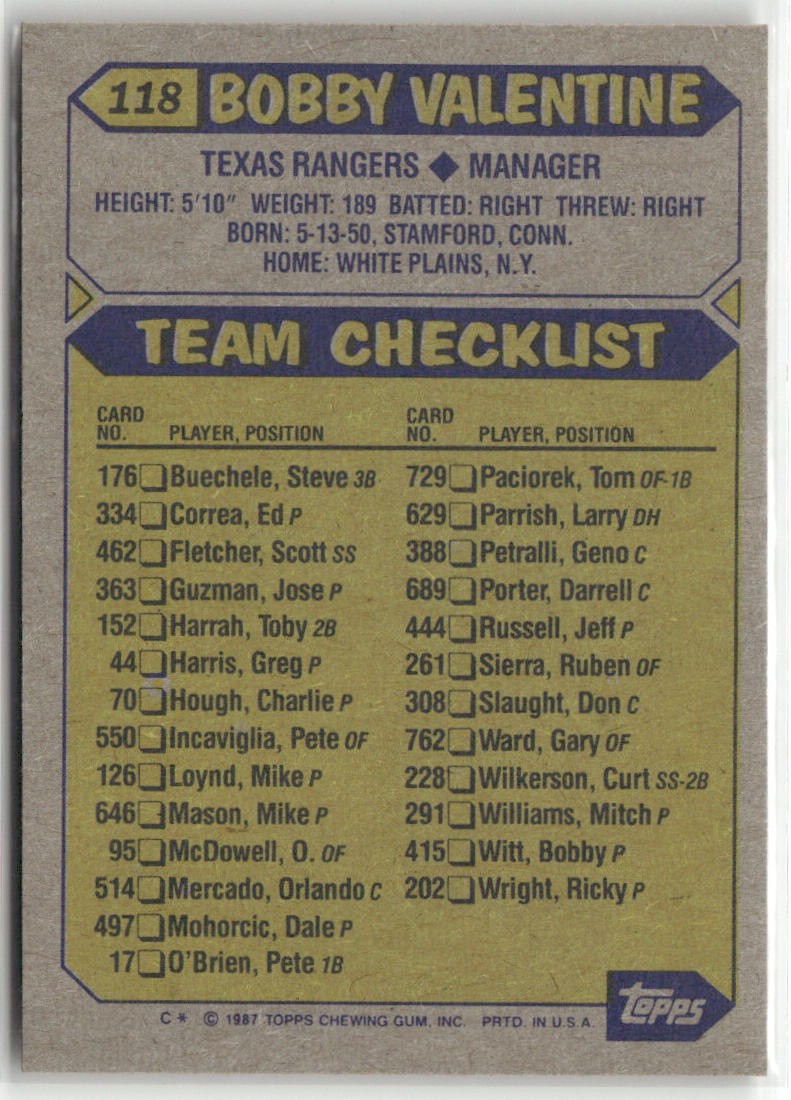 118 BOBBY VALENTINE
TEXAS RANGERS ◆ MANAGER
HEIGHT: 5'10" WEIGHT: 189 BATTED: RIGHT THREW: RIGHT
BORN: 5-13-50, STAMFORD, CONN.
HOME: WHITE PLAINS, N.Y.
TEAM CHECKLIST
CARD
NO. PLAYER, POSITION
176 Buechele, Steve 3B
334 Correa, Ed P
462 Fletcher, Scott SS
363 Guzman, Jose P
152 Harrah, Toby 2B
44 Harris, Greg P
70 Hough, Charlie P
550 Incaviglia, Pete OF
126 Loynd, Mike P
646 Mason, Mike P
95 McDowell, O. OF
514 Mercado, Orlando C
497 Mohorcic, Dale P
17 O'Brien, Pete 1B
CARD
NO. PLAYER, POSITION
729 Paciorek, Tom OF-1B
629 Parrish, Larry DH
388 Petralli, Geno C
689 Porter, Darrell C
444 Russell, Jeff P
261 Sierra, Ruben OF
308 Slaught, Don C
762 Ward, Gary OF
228 Wilkerson, Curt SS-2B
291 Williams, Mitch P
415 Witt, Bobby P
202 Wright, Ricky P
C* © 1987 TOPPS CHEWING GUM, INC. PRTD. IN U.S.A.
Topps